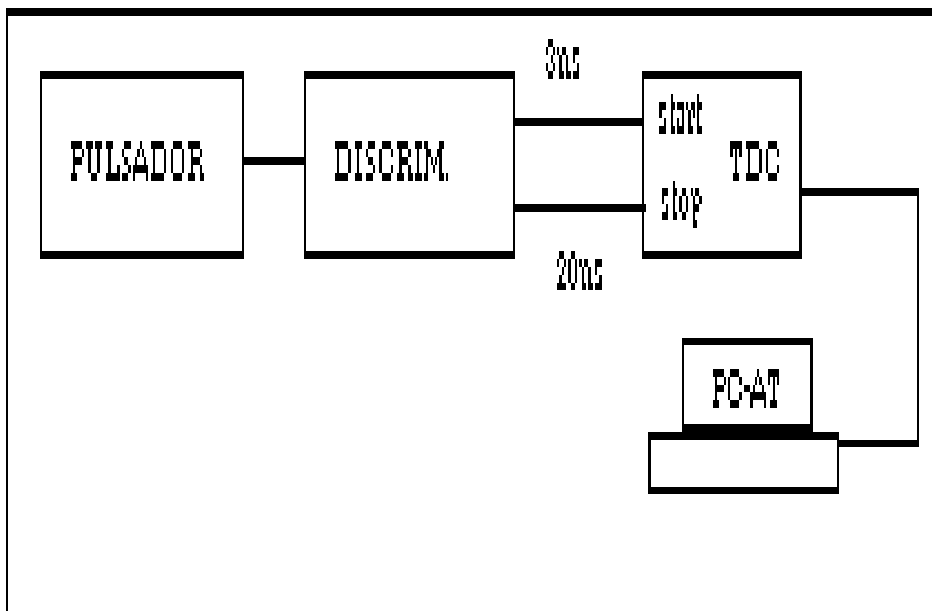 3ns
PULSADOR
DISCRIM.
start
TDC
stop
20ns
PC-AT